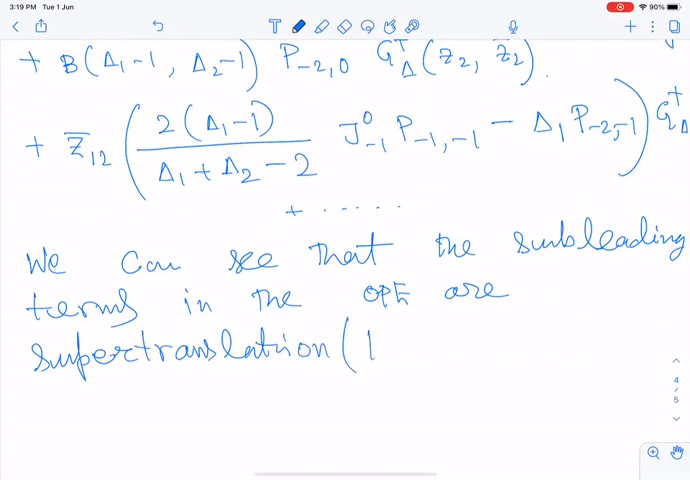 3:19 PM Tue 1 Jun
90%
+ B(Δ₁-1, Δ₂-1) P₋₂,₀ G⁺_Δ (z₂, z̄₂)
+ z̄₁₂ ( 2(Δ₁-1) / Δ₁+Δ₂-2 J⁰₋₁ P₋₁,₋₁ - Δ₁ P₋₂,₋₁ ) G⁺_Δ
+ ......
We can see that the subleading
terms in the OPE are
supertranslation (
4
/
5